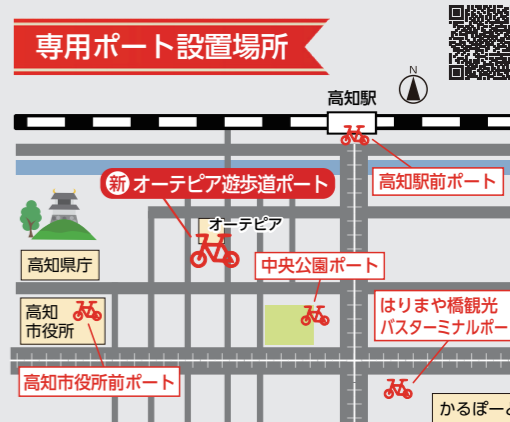 専用ポート設置場所
N
高知駅
新 オーテピア遊歩道ポート
高知駅前ポート
オーテピア
高知県庁
中央公園ポート
高知
市役所
はりまや橋観光
バスターミナルポー
高知市役所前ポート
かるぽーと